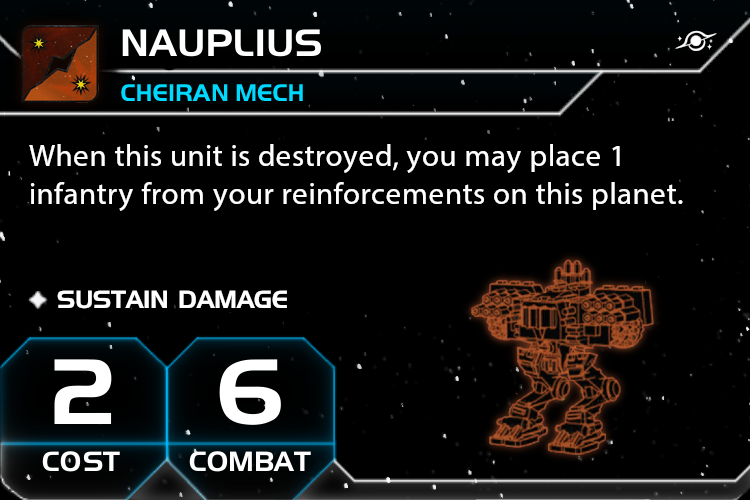 NAUPLIUS
CHEIRAN MECH
When this unit is destroyed, you may place 1
infantry from your reinforcements on this planet.
SUSTAIN DAMAGE
2
COST
6
COMBAT